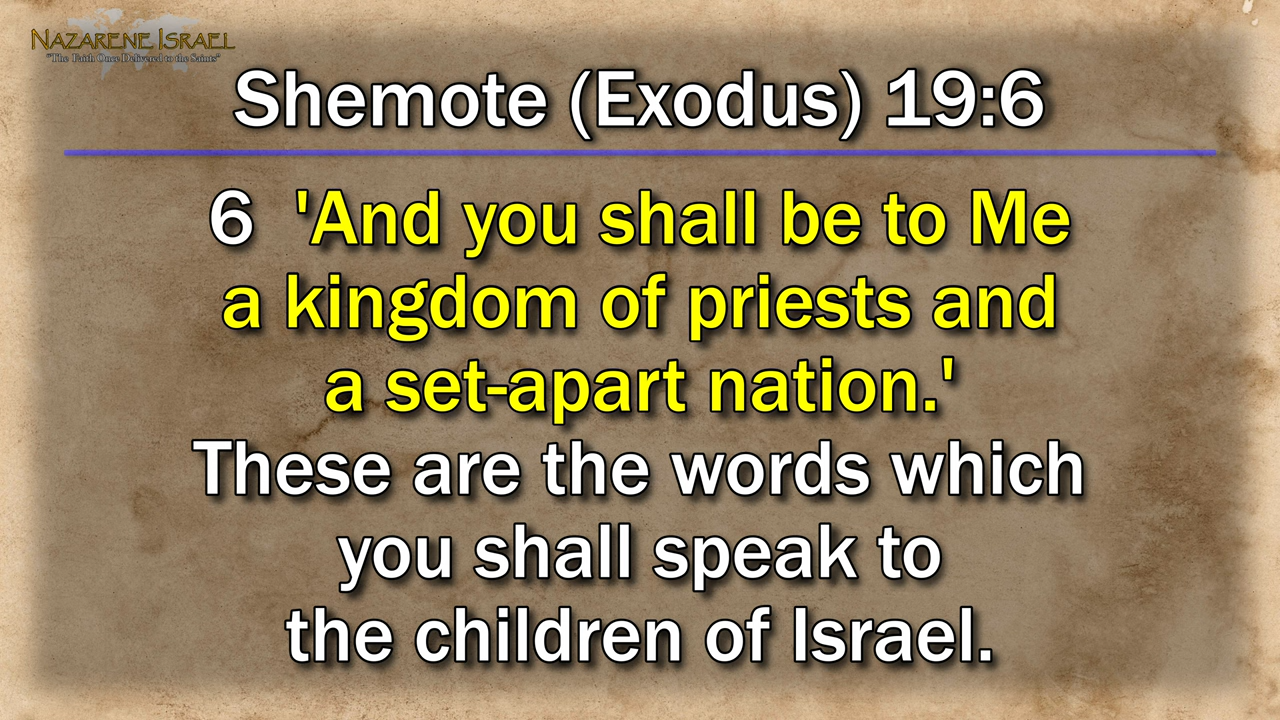 NAZARENE ISRAEL
"The Faith Once Delivered to the Saints"
Shemote (Exodus) 19:6
6 'And you shall be to Me
a kingdom of priests and
a set-apart nation.'
These are the words which
you shall speak to
the children of Israel.